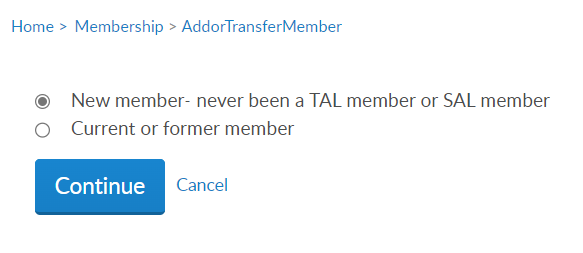 Home > Membership > AddorTransferMember
New member- never been a TAL member or SAL member
Current or former member
Continue Cancel